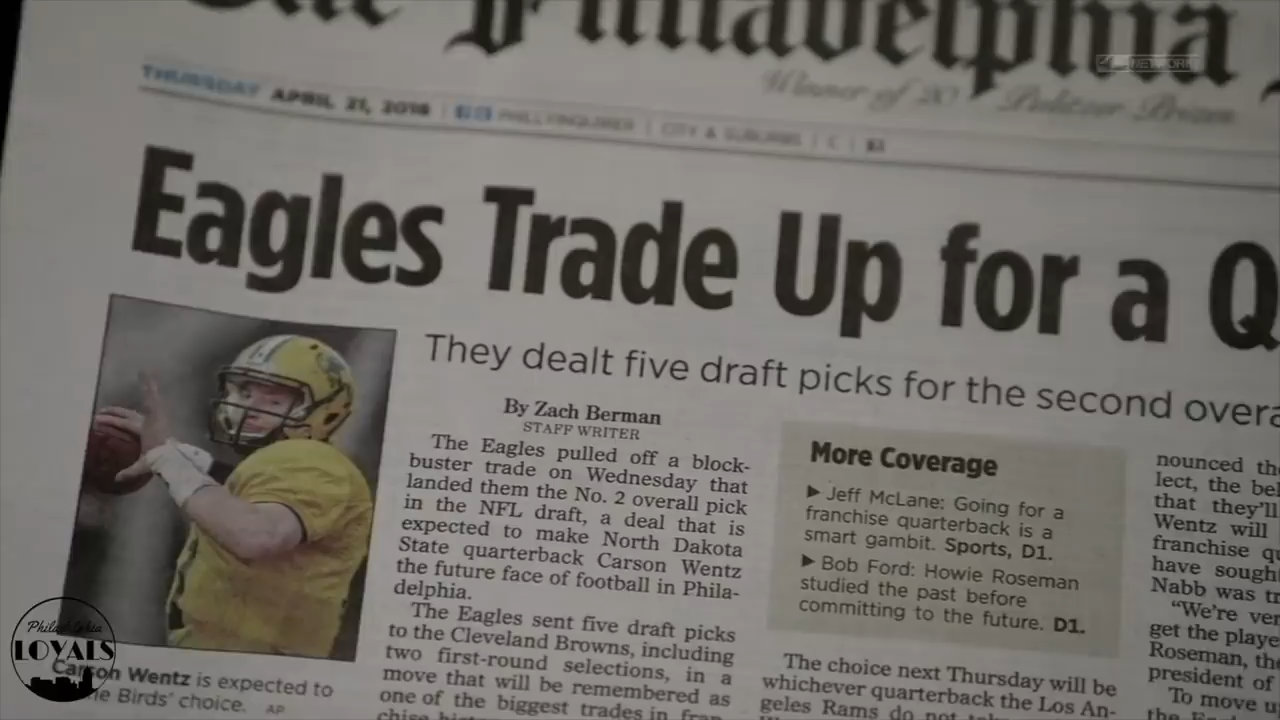 The Philadelphia
NETWORK
Winner of 20 Pulitzer Prizes
THURSDAY APRIL 21, 2016 | PHILLYINQUIRER | CITY & SUBURBS | C | $1
Eagles Trade Up for a Q
They dealt five draft picks for the second overa
By Zach Berman
STAFF WRITER
The Eagles pulled off a block-
buster trade on Wednesday that
landed them the No. 2 overall pick
in the NFL draft, a deal that is
expected to make North Dakota
State quarterback Carson Wentz
the future face of football in Phila-
delphia.
The Eagles sent five draft picks
to the Cleveland Browns, including
two first-round selections, in a
move that will be remembered as
one of the biggest trades in fran-
chise
More Coverage
▶ Jeff McLane: Going for a
franchise quarterback is a
smart gambit. Sports, D1.
▶ Bob Ford: Howie Roseman
studied the past before
committing to the future. D1.
The choice next Thursday will be
whichever quarterback the Los An-
geles Rams do not
nounced the
lect, the
that they'll
Wentz will
franchise
have
Nabb was
"We're
get the
Roseman,
president of
To move
Philadelphia
LOYALS
Carson Wentz is expected to
Birds' choice. AP